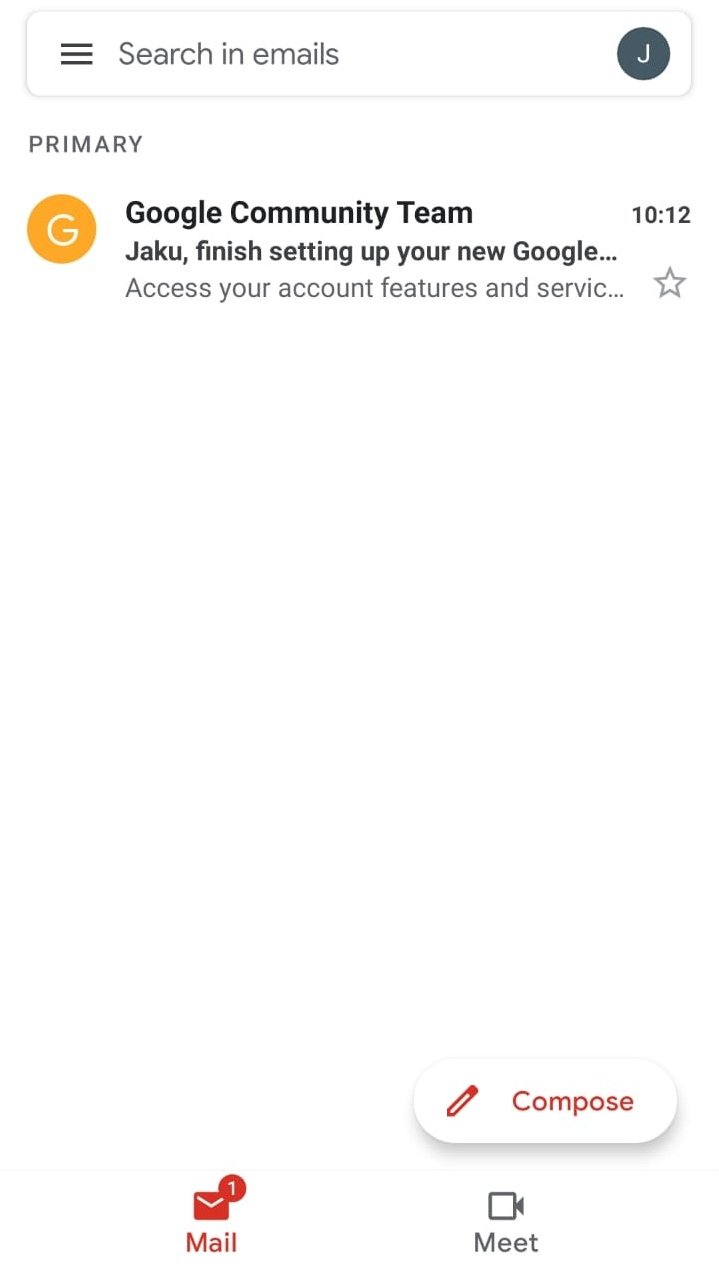 Search in emails
J
PRIMARY
G
Google Community Team
10:12
Jaku, finish setting up your new Google...
Access your account features and servic...
Compose
1
Mail
Meet